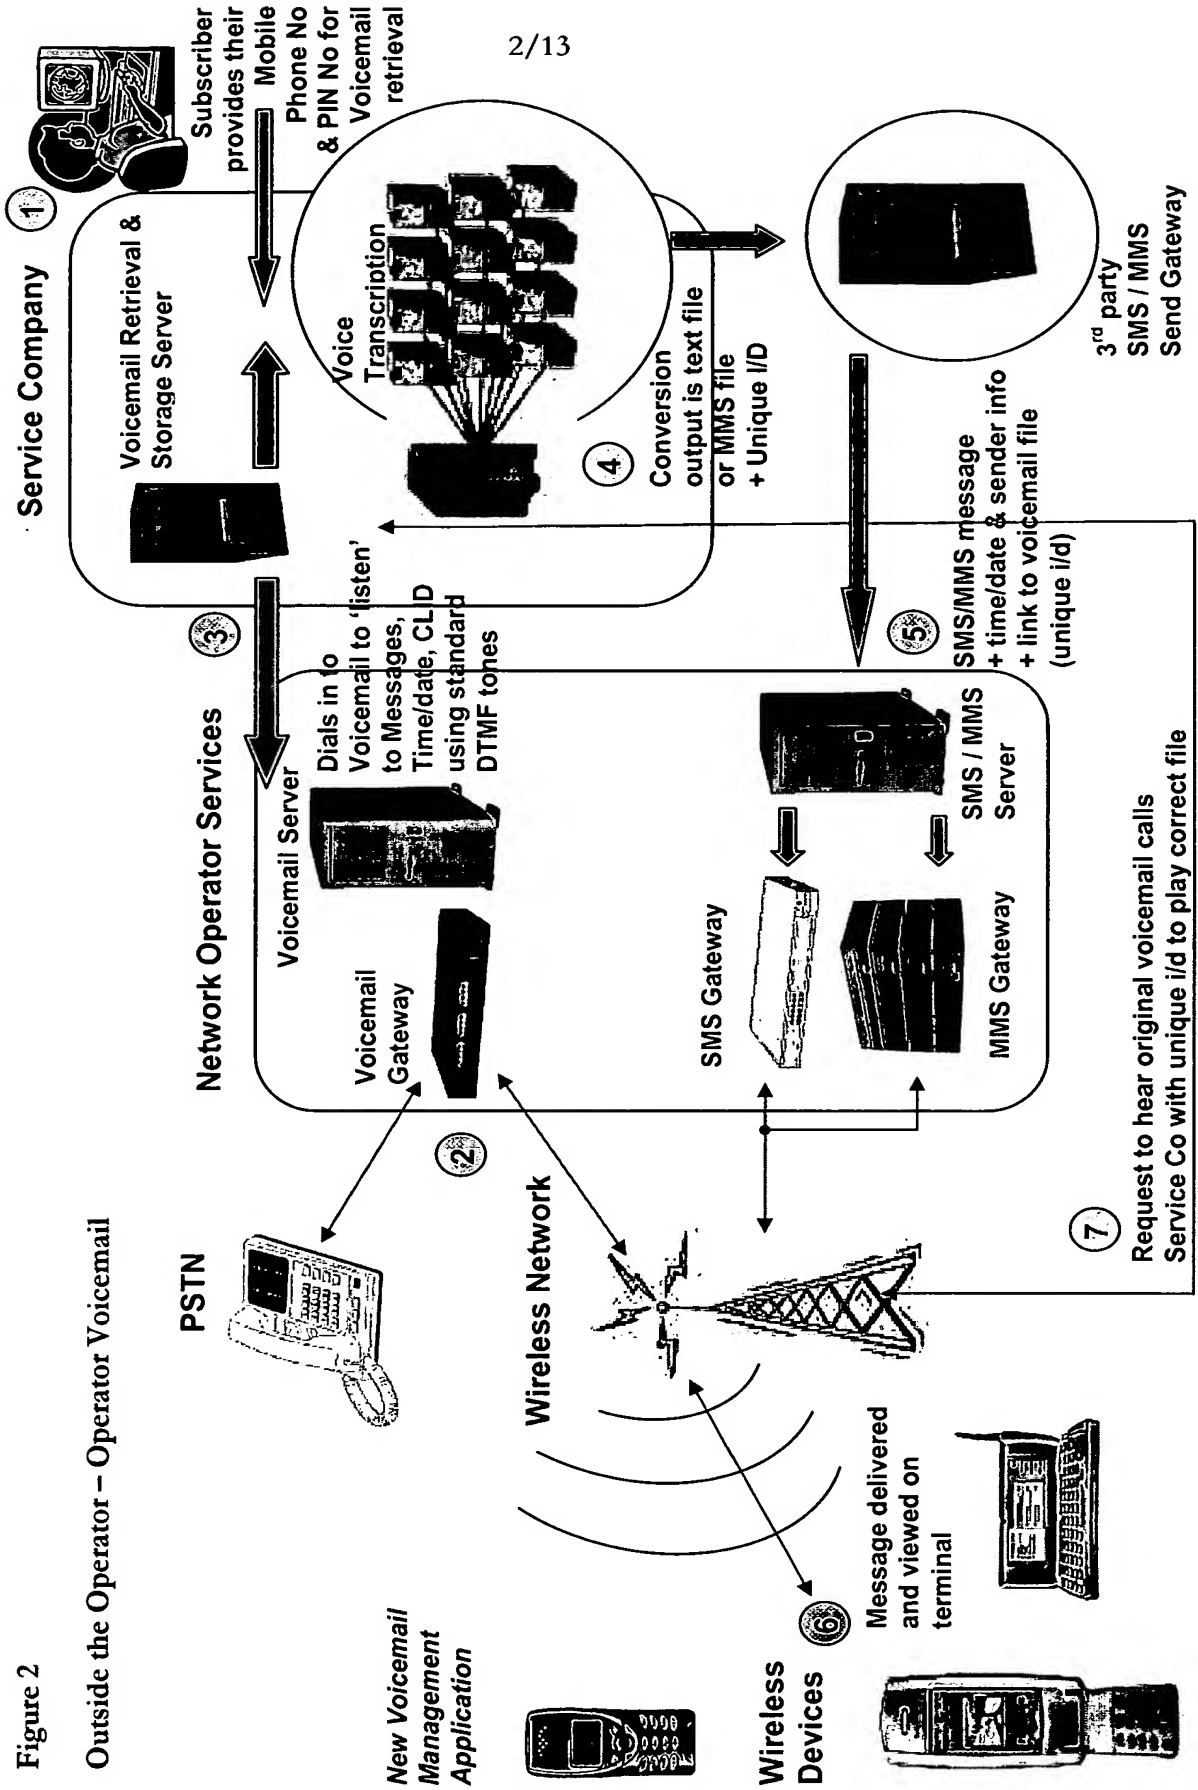 2/13
Figure 2
Outside the Operator – Operator Voicemail
New Voicemail
Management
Application
Wireless
Devices
6
Message delivered
and viewed on
terminal
PSTN
Wireless Network
2
7
Request to hear original voicemail calls
Service Co with unique i/d to play correct file
Network Operator Services
Voicemail Server
Voicemail
Gateway
SMS Gateway
MMS Gateway
SMS / MMS
Server
3
Dials in to
Voicemail to 'listen'
to Messages,
Time/date, CLID
using standard
DTMF tones
5
SMS/MMS message
+ time/date & sender info
+ link to voicemail file
(unique i/d)
Service Company
1
Voicemail Retrieval &
Storage Server
Subscriber
provides their
Mobile
Phone No
& PIN No for
Voicemail
retrieval
Voice
Transcription
4
Conversion
output is text file
or MMS file
+ Unique I/D
3rd party
SMS / MMS
Send Gateway